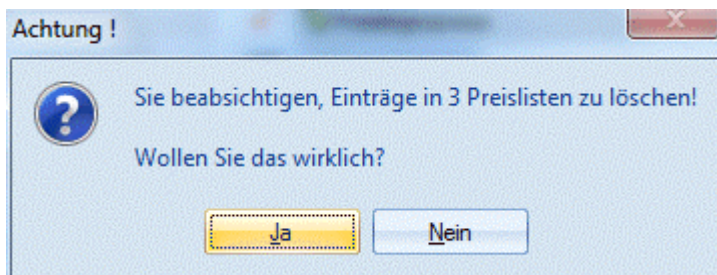 Achtung !
Sie beabsichtigen, Einträge in 3 Preislisten zu löschen!
Wollen Sie das wirklich?
Ja
Nein